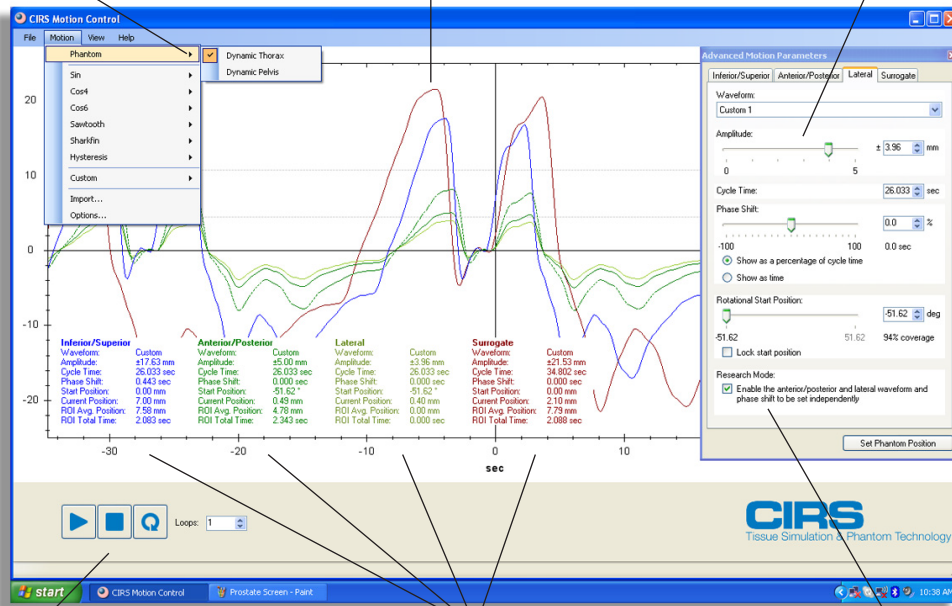 CIRS Motion Control
File Motion View Help
Phantom
Sin
Cos4
Cos6
Sawtooth
Sharkfin
Hysteresis
Custom
Import...
Options...
Dynamic Thorax
Dynamic Pelvis
20
10
0
-10
-20
Inferior/Superior
Waveform: Custom
Amplitude: ±17.63 mm
Cycle Time: 26.033 sec
Phase Shift: 0.443 sec
Start Position: 0.00 mm
Current Position: 7.00 mm
ROI Avg. Position: 7.58 mm
ROI Total Time: 2.083 sec
Anterior/Posterior
Waveform: Custom
Amplitude: ±5.00 mm
Cycle Time: 26.033 sec
Phase Shift: 0.000 sec
Start Position: -51.62 °
Current Position: 0.49 mm
ROI Avg. Position: 4.78 mm
ROI Total Time: 2.343 sec
Lateral
Waveform: Custom
Amplitude: ±3.96 mm
Cycle Time: 26.033 sec
Phase Shift: 0.000 sec
Start Position: -51.62 °
Current Position: 0.40 mm
ROI Avg. Position: 0.00 mm
ROI Total Time: 0.000 sec
Surrogate
Waveform: Custom
Amplitude: ±21.53 mm
Cycle Time: 34.802 sec
Phase Shift: 0.000 sec
Start Position: 0.00 mm
Current Position: 2.10 mm
ROI Avg. Position: 7.79 mm
ROI Total Time: 2.088 sec
-30 -20 -10 0 10
sec
Advanced Motion Parameters
Inferior/Superior Anterior/Posterior Lateral Surrogate
Waveform:
Custom 1
Amplitude:
± 3.96 mm
0 5
Cycle Time: 26.033 sec
Phase Shift:
0.0 %
-100 100 0.0 sec
Show as a percentage of cycle time
Show as time
Rotational Start Position:
-51.62 deg
-51.62 51.62 94% coverage
Lock start position
Research Mode:
Enable the anterior/posterior and lateral waveform and
phase shift to be set independently
Set Phantom Position
Loops: 1
CIRS
Tissue Simulation & Phantom Technology
start CIRS Motion Control Prostate Screen - Paint 10:38 AM